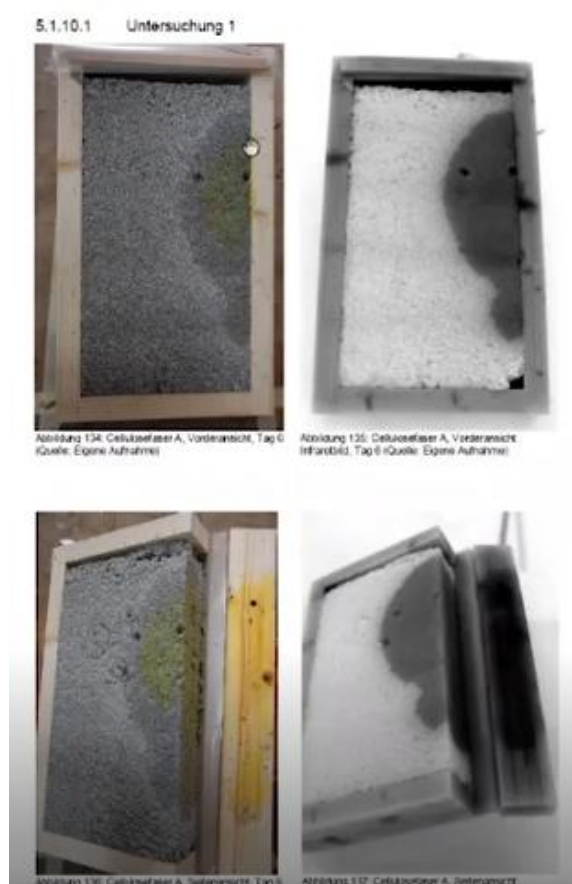 5.1.10.1 Untersuchung 1
Abbildung 134: Cellulosefaser A, Vorderansicht, Tag 6
(Quelle: Eigene Aufnahme)
Abbildung 135: Cellulosefaser A, Vorderansicht
Infrarotbild, Tag 6 (Quelle: Eigene Aufnahme)
Abbildung 136: Cellulosefaser A, Seitenansicht, Tag 6
Abbildung 137: Cellulosefaser A, Seitenansicht